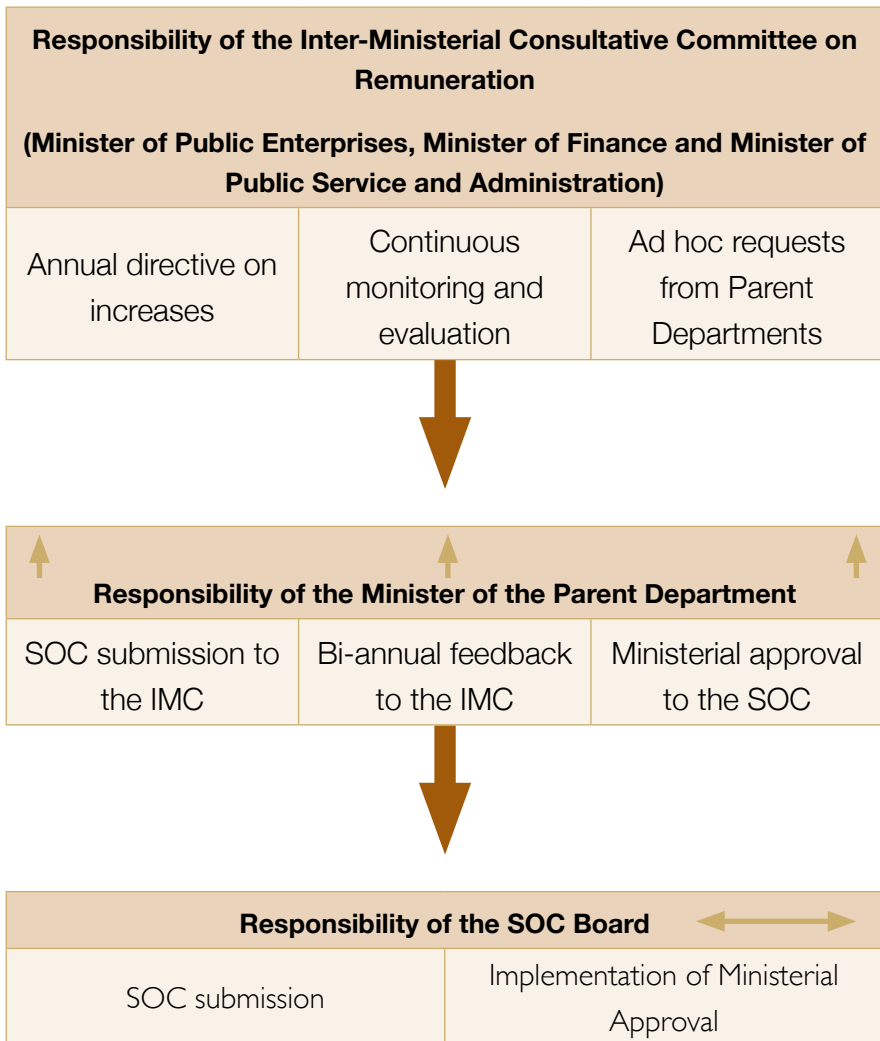 Responsibility of the Inter-Ministerial Consultative Committee on
Remuneration
(Minister of Public Enterprises, Minister of Finance and Minister of
Public Service and Administration)
Annual directive on
increases
Continuous
monitoring and
evaluation
Ad hoc requests
from Parent
Departments
Responsibility of the Minister of the Parent Department
SOC submission to
the IMC
Bi-annual feedback
to the IMC
Ministerial approval
to the SOC
Responsibility of the SOC Board
SOC submission
Implementation of Ministerial
Approval